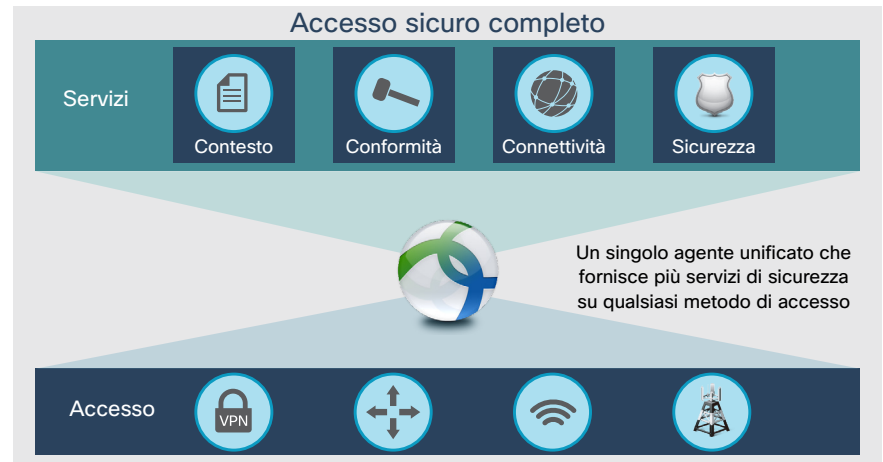 Accesso sicuro completo
Servizi
Contesto
Conformità
Connettività
Sicurezza
Un singolo agente unificato che
fornisce più servizi di sicurezza
su qualsiasi metodo di accesso
Accesso
VPN